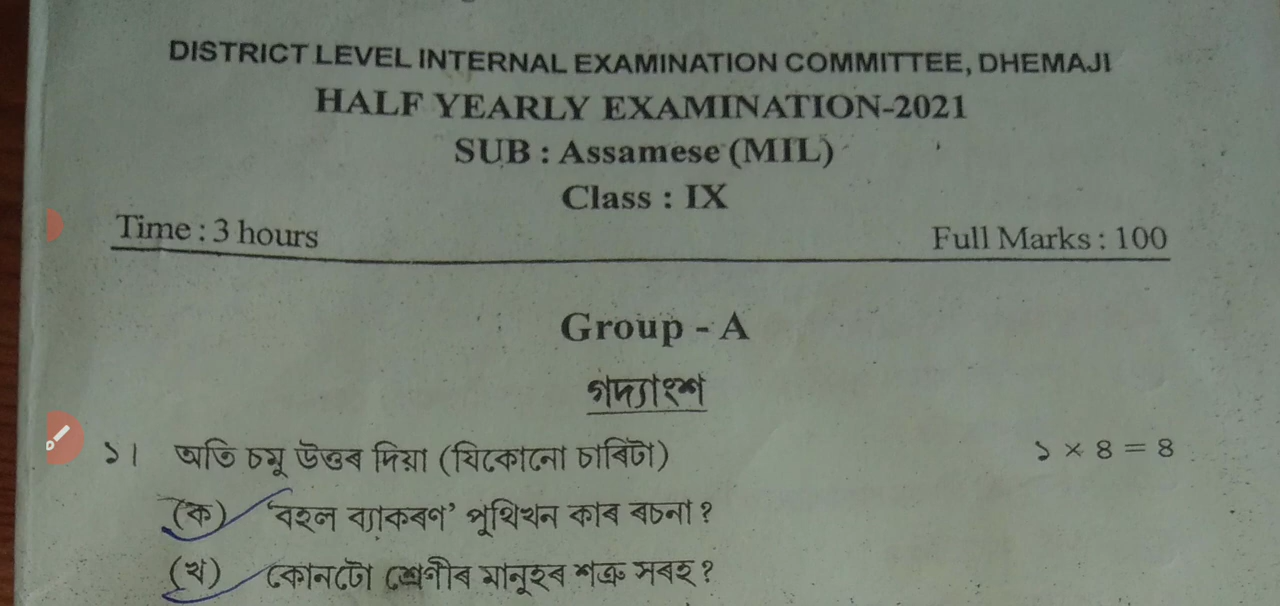 DISTRICT LEVEL INTERNAL EXAMINATION COMMITTEE, DHEMAJI
HALF YEARLY EXAMINATION-2021
SUB : Assamese (MIL)
Class : IX
Time : 3 hours Full Marks : 100
Group - A
গদ্যাংশ
১। অতি চমু উত্তৰ দিয়া (যিকোনো চাৰিটা) ১ × ৪ = ৪
(ক) ‘বহল ব্যাকৰণ’ পুথিখন কাৰ ৰচনা ?
(খ) কোনটো শ্ৰেণীৰ মানুহৰ শত্ৰু সৰহ ?